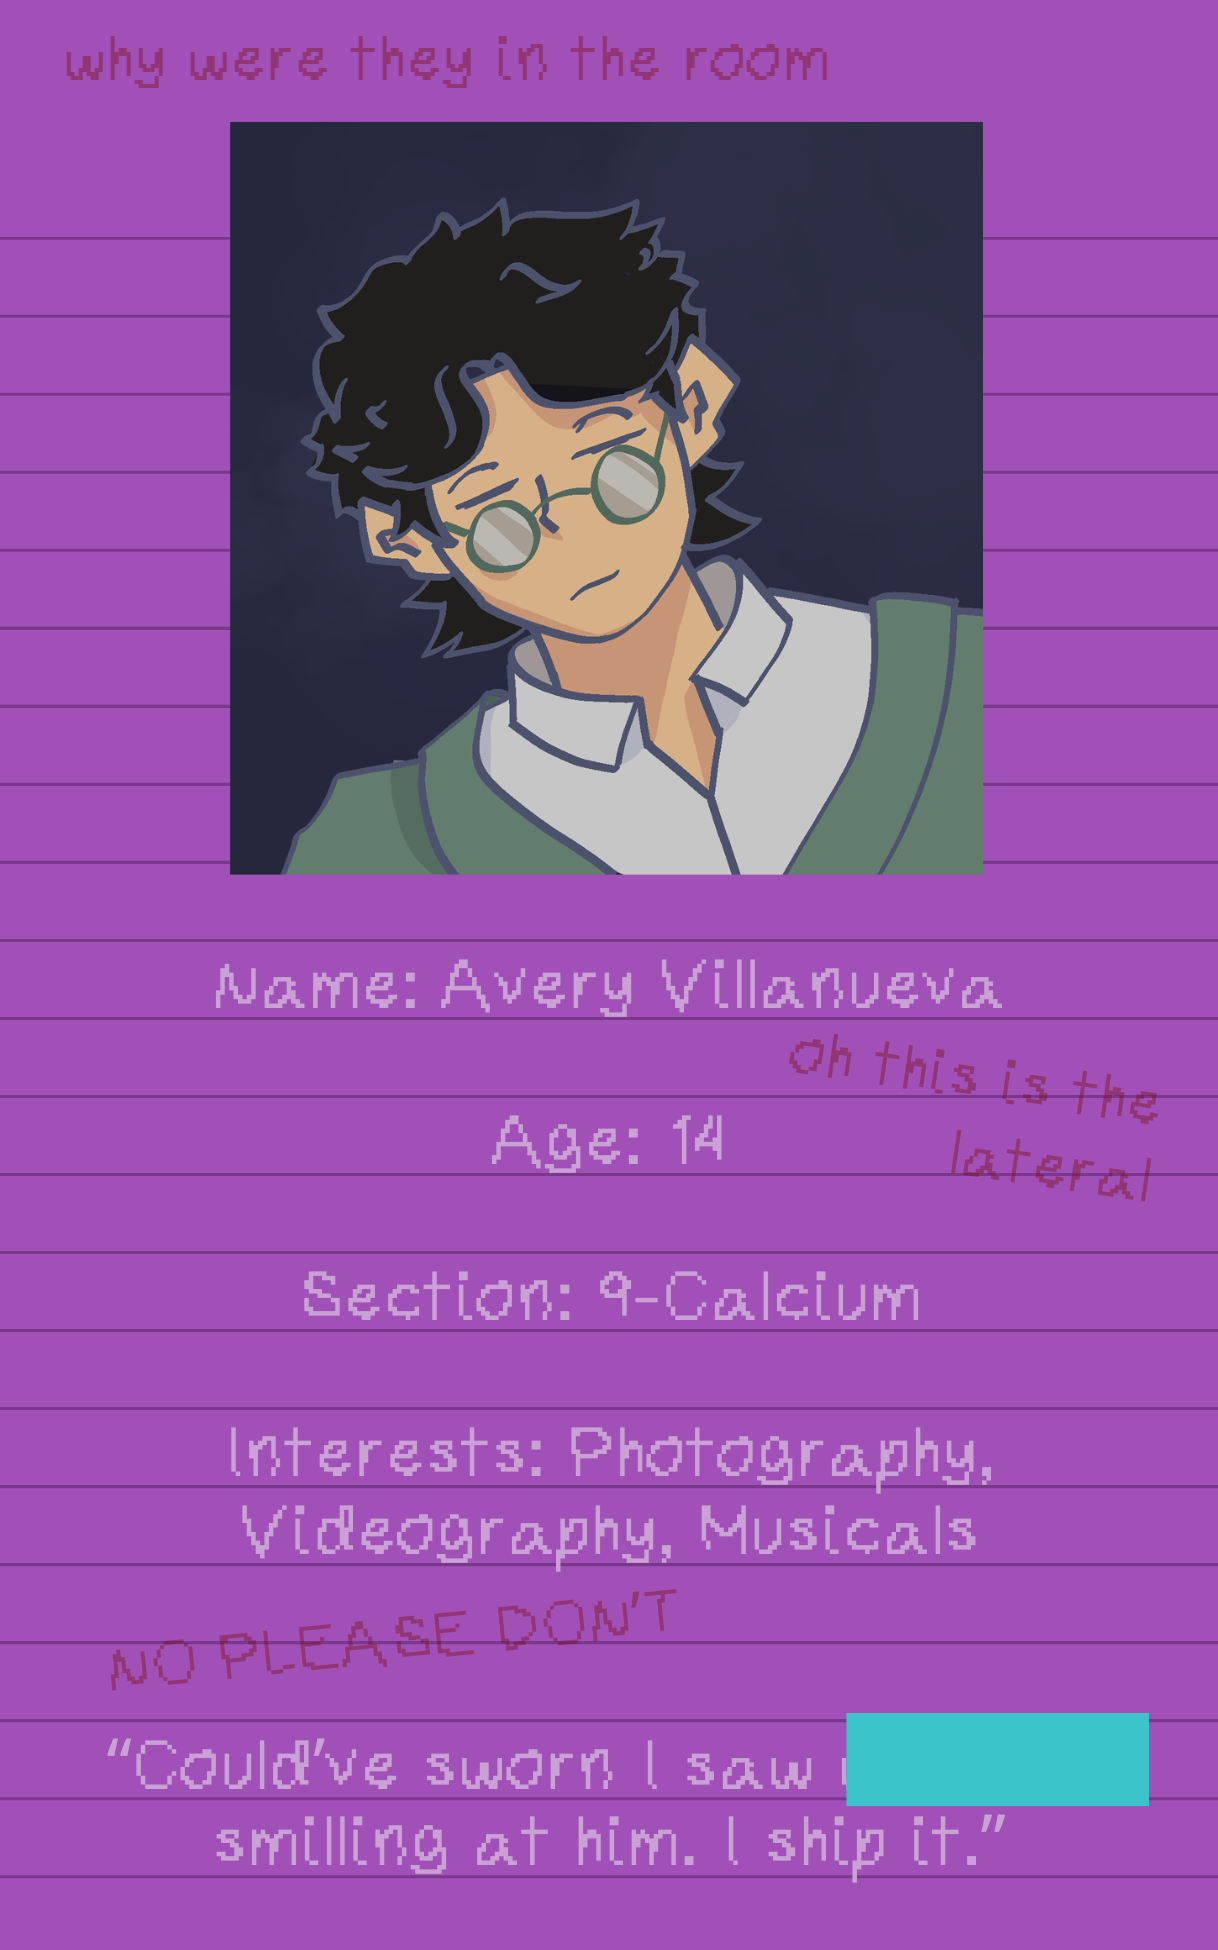 why were they in the room
Name: Avery Villanueva
oh this is the
lateral
Age: 14
Section: 9-Calcium
Interests: Photography,
Videography, Musicals
NO PLEASE DON'T
“Could’ve sworn I saw
smilling at him. I ship it.”